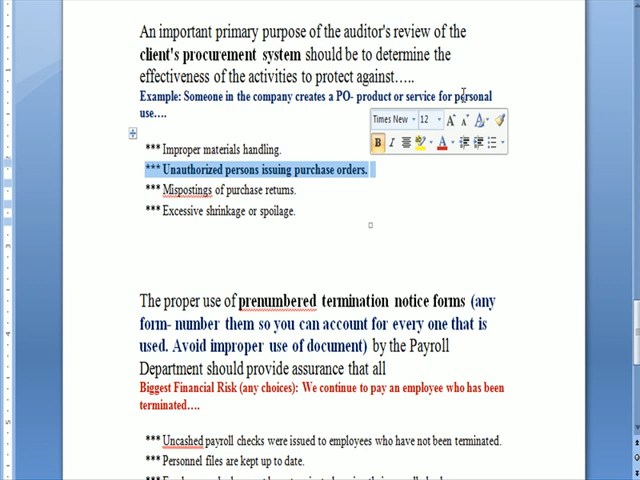 An important primary purpose of the auditor's review of the
client's procurement system should be to determine the
effectiveness of the activities to protect against…..
Example: Someone in the company creates a PO- product or service for personal
use….
Times New
12
*** Improper materials handling.
*** Unauthorized persons issuing purchase orders.
*** Mispostings of purchase returns.
*** Excessive shrinkage or spoilage.
The proper use of prenumbered termination notice forms (any
form- number them so you can account for every one that is
used. Avoid improper use of document) by the Payroll
Department should provide assurance that all
Biggest Financial Risk (any choices): We continue to pay an employee who has been
terminated….
*** Uncashed payroll checks were issued to employees who have not been terminated.
*** Personnel files are kept up to date.